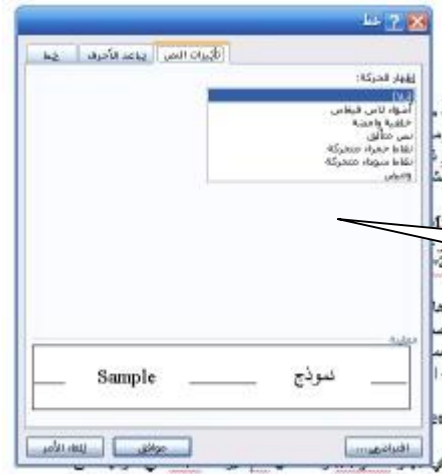 خط
خط تباعد الأحرف تأثيرات النص
إظهار الحركة:
(بلا)
أضواء لاس فيغاس
خلفية وامضة
نص متألق
نقاط حمراء متحركة
نقاط سوداء متحركة
وميض
معاينة
نموذج Sample
افتراضي... موافق إلغاء الأمر